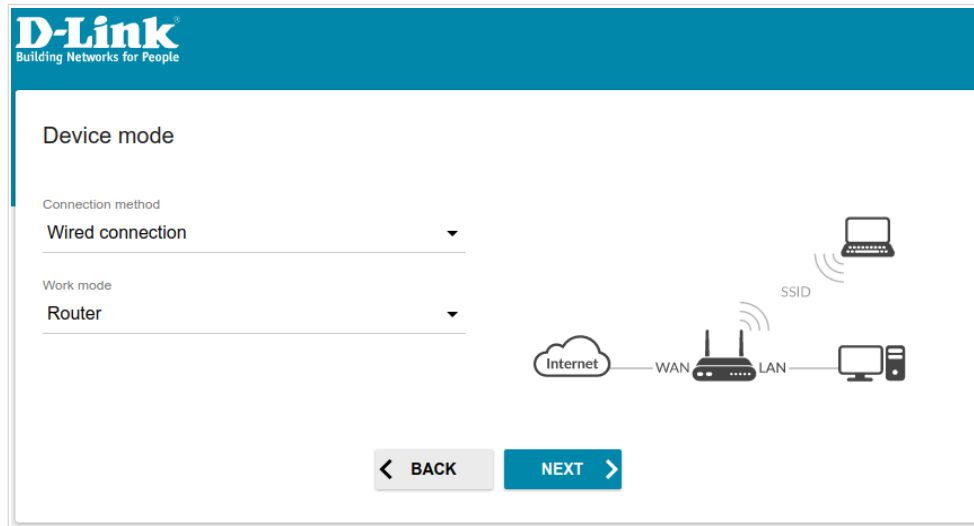 D-Link
Building Networks for People
Device mode
Connection method
Wired connection
Work mode
Router
SSID
Internet
WAN
LAN
BACK
NEXT